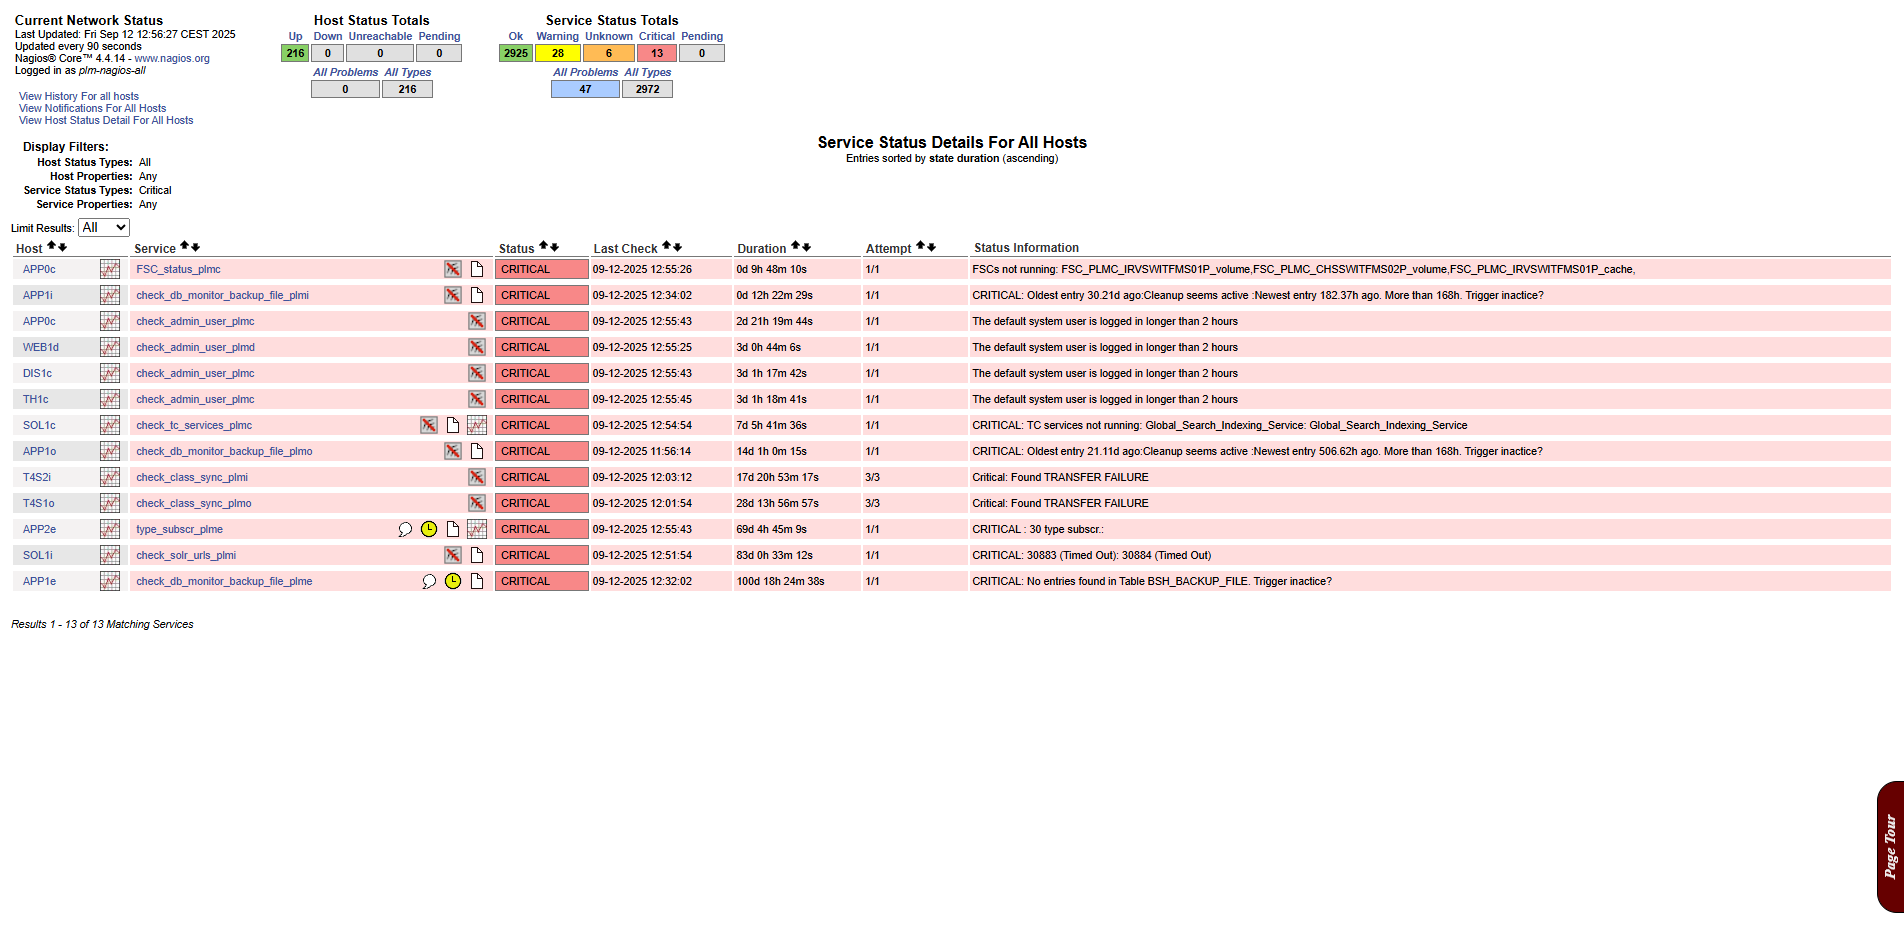 Current Network Status
Last Updated: Fri Sep 12 12:56:27 CEST 2025
Updated every 90 seconds
Nagios® Core™ 4.4.14 - www.nagios.org
Logged in as plm-nagios-all
View History For all hosts
View Notifications For All Hosts
View Host Status Detail For All Hosts
Host Status Totals
Up Down Unreachable Pending
216 0 0 0
All Problems All Types
0 216
Service Status Totals
Ok Warning Unknown Critical Pending
2925 28 6 13 0
All Problems All Types
47 2972
Display Filters:
Host Status Types: All
Host Properties: Any
Service Status Types: Critical
Service Properties: Any
Service Status Details For All Hosts
Entries sorted by state duration (ascending)
Limit Results: All
Host Service Status Last Check Duration Attempt Status Information
APP0c FSC_status_plmc CRITICAL 09-12-2025 12:55:26 0d 9h 48m 10s 1/1 FSCs not running: FSC_PLMC_IRVSWITFMS01P_volume,FSC_PLMC_CHSSWITFMS02P_volume,FSC_PLMC_IRVSWITFMS01P_cache,
APP1i check_db_monitor_backup_file_plmi CRITICAL 09-12-2025 12:34:02 0d 12h 22m 29s 1/1 CRITICAL: Oldest entry 30.21d ago:Cleanup seems active :Newest entry 182.37h ago. More than 168h. Trigger inactice?
APP0c check_admin_user_plmc CRITICAL 09-12-2025 12:55:43 2d 21h 19m 44s 1/1 The default system user is logged in longer than 2 hours
WEB1d check_admin_user_plmd CRITICAL 09-12-2025 12:55:25 3d 0h 44m 6s 1/1 The default system user is logged in longer than 2 hours
DIS1c check_admin_user_plmc CRITICAL 09-12-2025 12:55:43 3d 1h 17m 42s 1/1 The default system user is logged in longer than 2 hours
TH1c check_admin_user_plmc CRITICAL 09-12-2025 12:55:45 3d 1h 18m 41s 1/1 The default system user is logged in longer than 2 hours
SOL1c check_tc_services_plmc CRITICAL 09-12-2025 12:54:54 7d 5h 41m 36s 1/1 CRITICAL: TC services not running: Global_Search_Indexing_Service: Global_Search_Indexing_Service
APP1o check_db_monitor_backup_file_plmo CRITICAL 09-12-2025 11:56:14 14d 1h 0m 15s 1/1 CRITICAL: Oldest entry 21.11d ago:Cleanup seems active :Newest entry 506.62h ago. More than 168h. Trigger inactice?
T4S2i check_class_sync_plmi CRITICAL 09-12-2025 12:03:12 17d 20h 53m 17s 3/3 Critical: Found TRANSFER FAILURE
T4S1o check_class_sync_plmo CRITICAL 09-12-2025 12:01:54 28d 13h 56m 57s 3/3 Critical: Found TRANSFER FAILURE
APP2e type_subscr_plme CRITICAL 09-12-2025 12:55:43 69d 4h 45m 9s 1/1 CRITICAL : 30 type subscr.:
SOL1i check_solr_urls_plmi CRITICAL 09-12-2025 12:51:54 83d 0h 33m 12s 1/1 CRITICAL: 30883 (Timed Out): 30884 (Timed Out)
APP1e check_db_monitor_backup_file_plme CRITICAL 09-12-2025 12:32:02 100d 18h 24m 38s 1/1 CRITICAL: No entries found in Table BSH_BACKUP_FILE. Trigger inactice?
Results 1 - 13 of 13 Matching Services
Page Tour